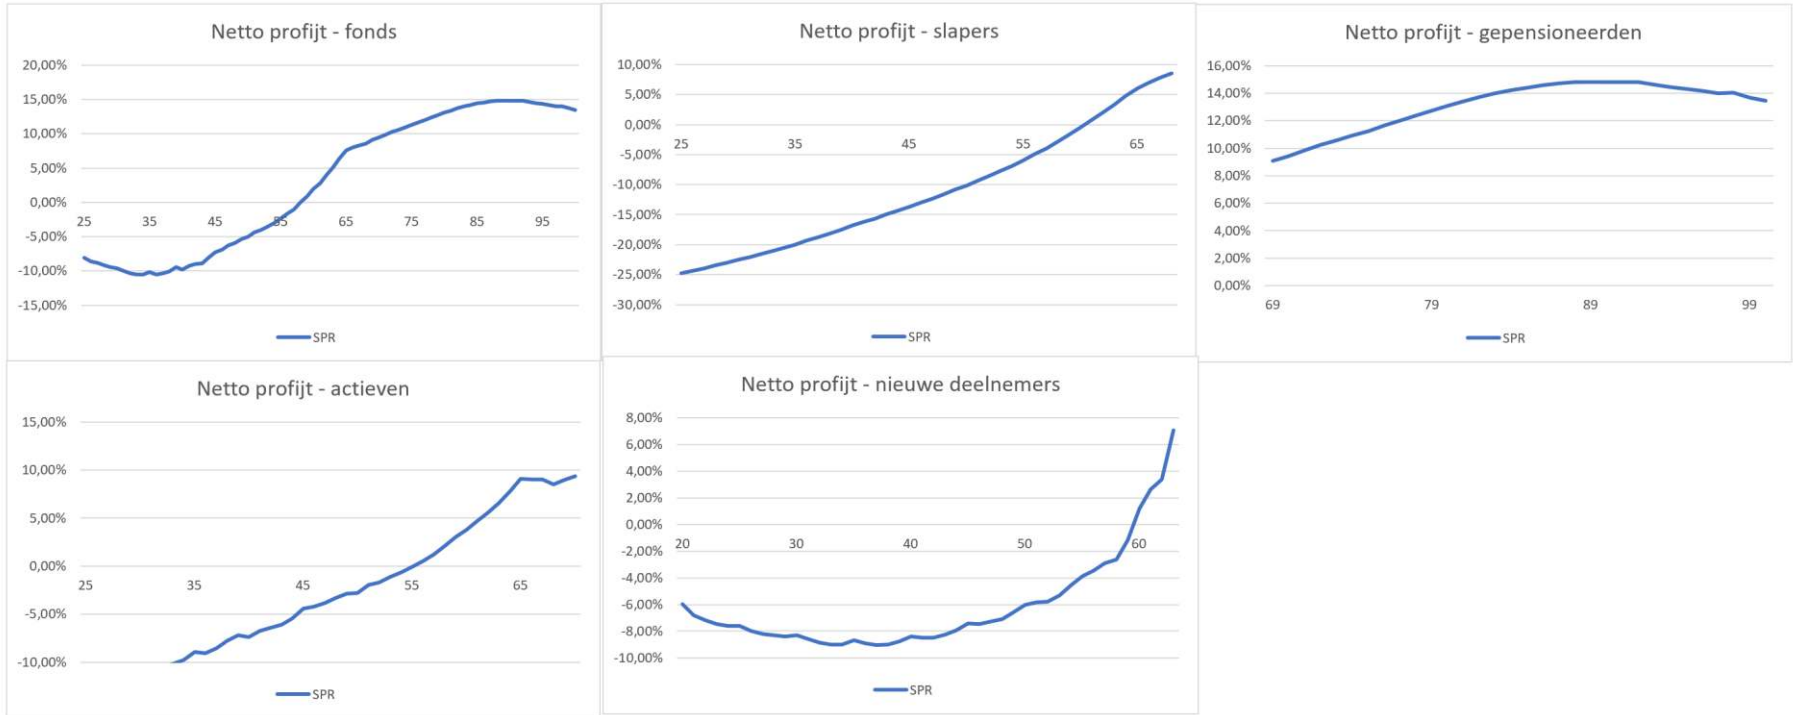 Netto profijt - fonds
20,00%
15,00%
10,00%
5,00%
0,00%
25 35 45 55 65 75 85 95
-5,00%
-10,00%
-15,00%
SPR
Netto profijt - slapers
10,00%
5,00%
0,00%
25 35 45 55 65
-5,00%
-10,00%
-15,00%
-20,00%
-25,00%
-30,00%
SPR
Netto profijt - gepensioneerden
16,00%
14,00%
12,00%
10,00%
8,00%
6,00%
4,00%
2,00%
0,00%
69 79 89 99
SPR
Netto profijt - actieven
15,00%
10,00%
5,00%
0,00%
25 35 45 55 65
-5,00%
-10,00%
SPR
Netto profijt - nieuwe deelnemers
8,00%
6,00%
4,00%
2,00%
0,00%
20 30 40 50 60
-2,00%
-4,00%
-6,00%
-8,00%
-10,00%
SPR